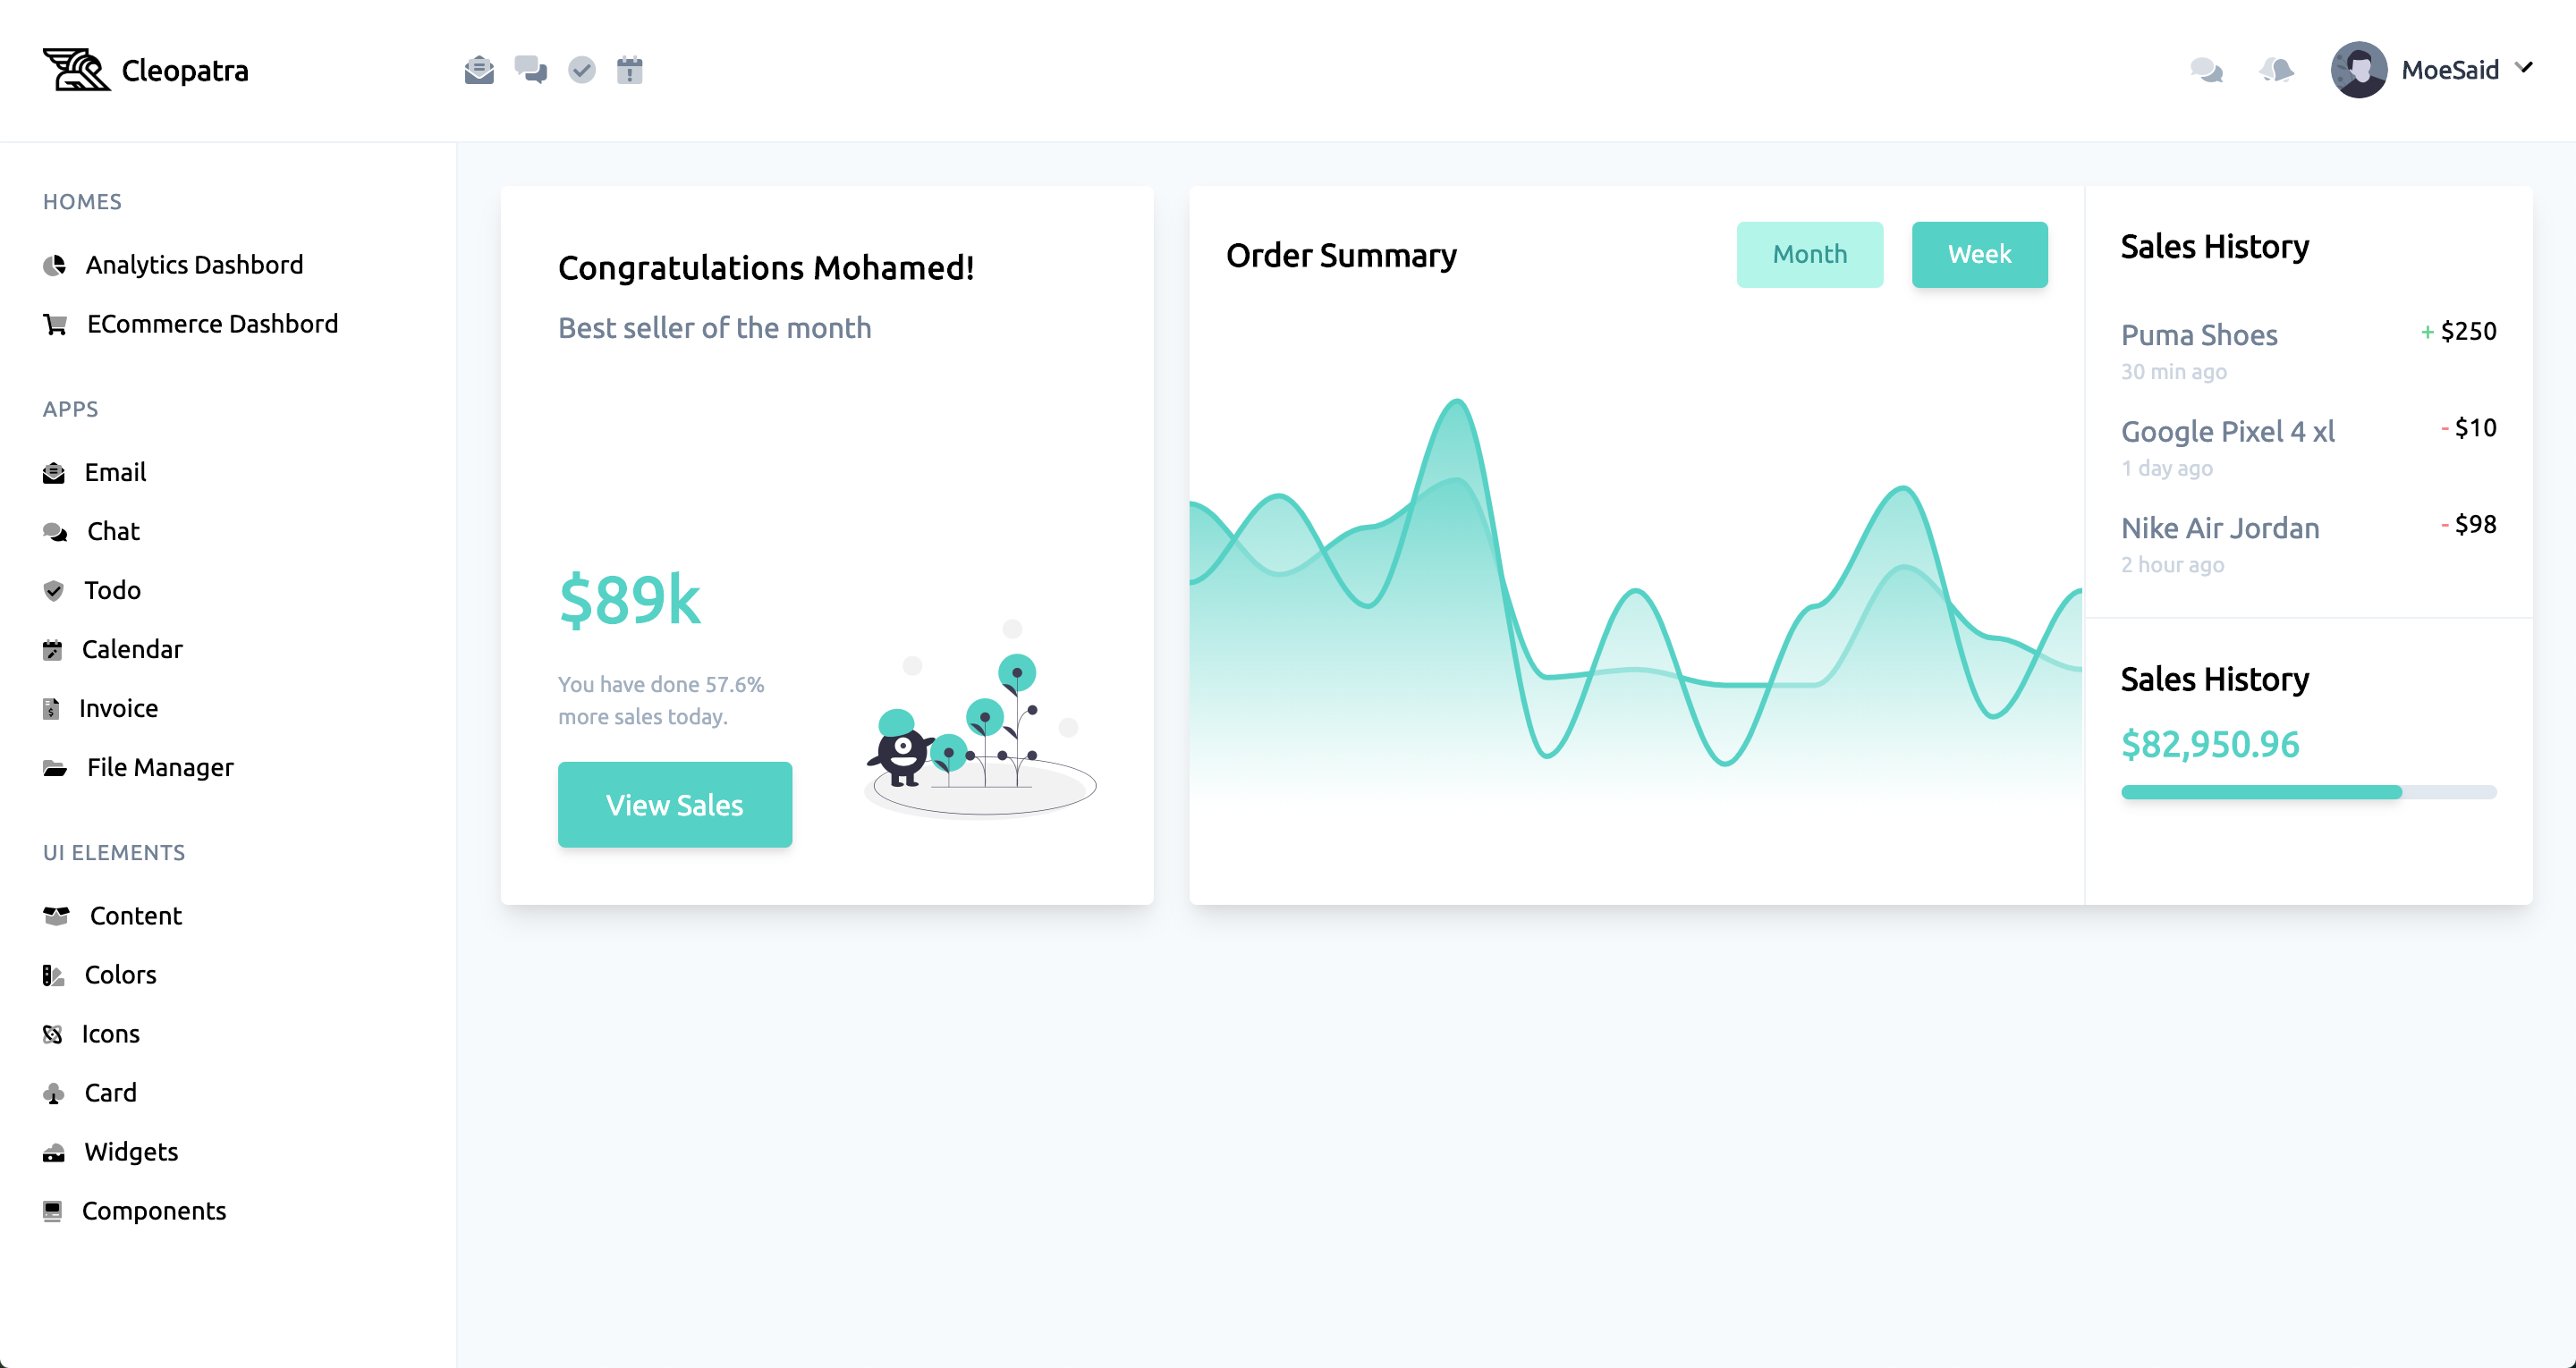 Cleopatra
MoeSaid
HOMES
Analytics Dashbord
ECommerce Dashbord
APPS
Email
Chat
Todo
Calendar
Invoice
File Manager
UI ELEMENTS
Content
Colors
Icons
Card
Widgets
Components
Congratulations Mohamed!
Best seller of the month
$89k
You have done 57.6%
more sales today.
View Sales
Order Summary
Month
Week
Sales History
Puma Shoes
+ $250
30 min ago
Google Pixel 4 xl
- $10
1 day ago
Nike Air Jordan
- $98
2 hour ago
Sales History
$82,950.96